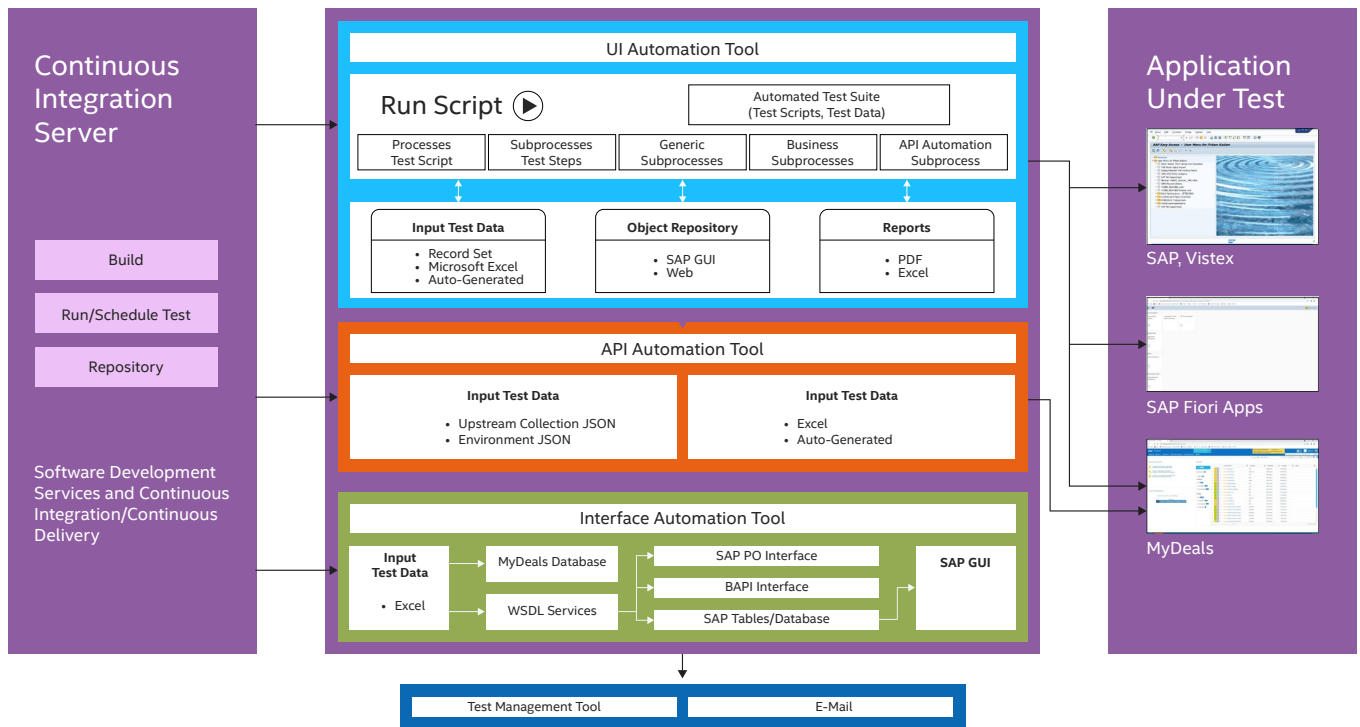 Continuous
Integration
Server
Build
Run/Schedule Test
Repository
Software Development
Services and Continuous
Integration/Continuous
Delivery
UI Automation Tool
Run Script
Automated Test Suite
(Test Scripts, Test Data)
Processes
Test Script
Subprocesses
Test Steps
Generic
Subprocesses
Business
Subprocesses
API Automation
Subprocess
Input Test Data
• Record Set
• Microsoft Excel
• Auto-Generated
Object Repository
• SAP GUI
• Web
Reports
• PDF
• Excel
API Automation Tool
Input Test Data
• Upstream Collection JSON
• Environment JSON
Input Test Data
• Excel
• Auto-Generated
Interface Automation Tool
Input
Test Data
• Excel
MyDeals Database
WSDL Services
SAP PO Interface
BAPI Interface
SAP Tables/Database
SAP GUI
Test Management Tool
E-Mail
Application
Under Test
SAP, Vistex
SAP Fiori Apps
MyDeals